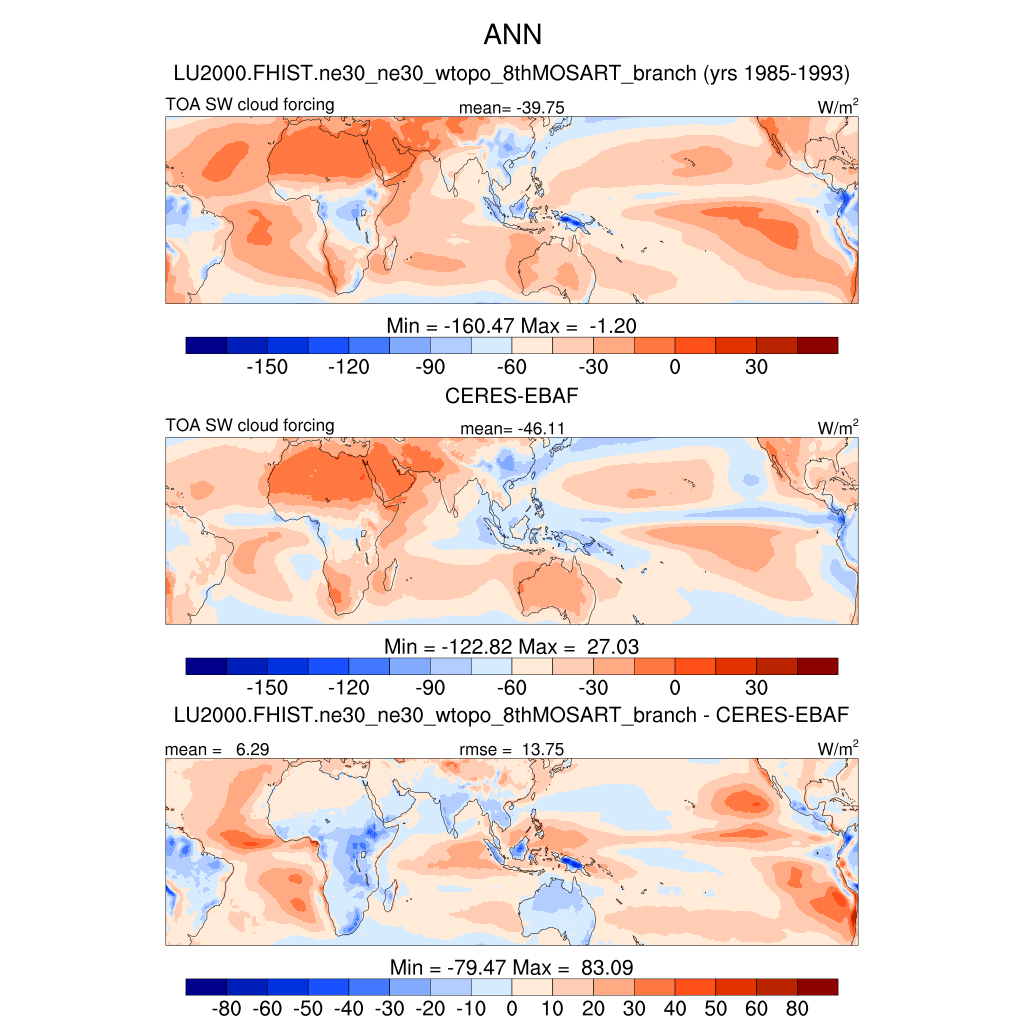 ANN
LU2000.FHIST.ne30_ne30_wtopo_8thMOSART_branch (yrs 1985-1993)
TOA SW cloud forcing mean= -39.75 W/m²
Min = -160.47 Max = -1.20
-150 -120 -90 -60 -30 0 30
CERES-EBAF
TOA SW cloud forcing mean= -46.11 W/m²
Min = -122.82 Max = 27.03
-150 -120 -90 -60 -30 0 30
LU2000.FHIST.ne30_ne30_wtopo_8thMOSART_branch - CERES-EBAF
mean = 6.29 rmse = 13.75 W/m²
Min = -79.47 Max = 83.09
-80 -60 -50 -40 -30 -20 -10 0 10 20 30 40 50 60 80